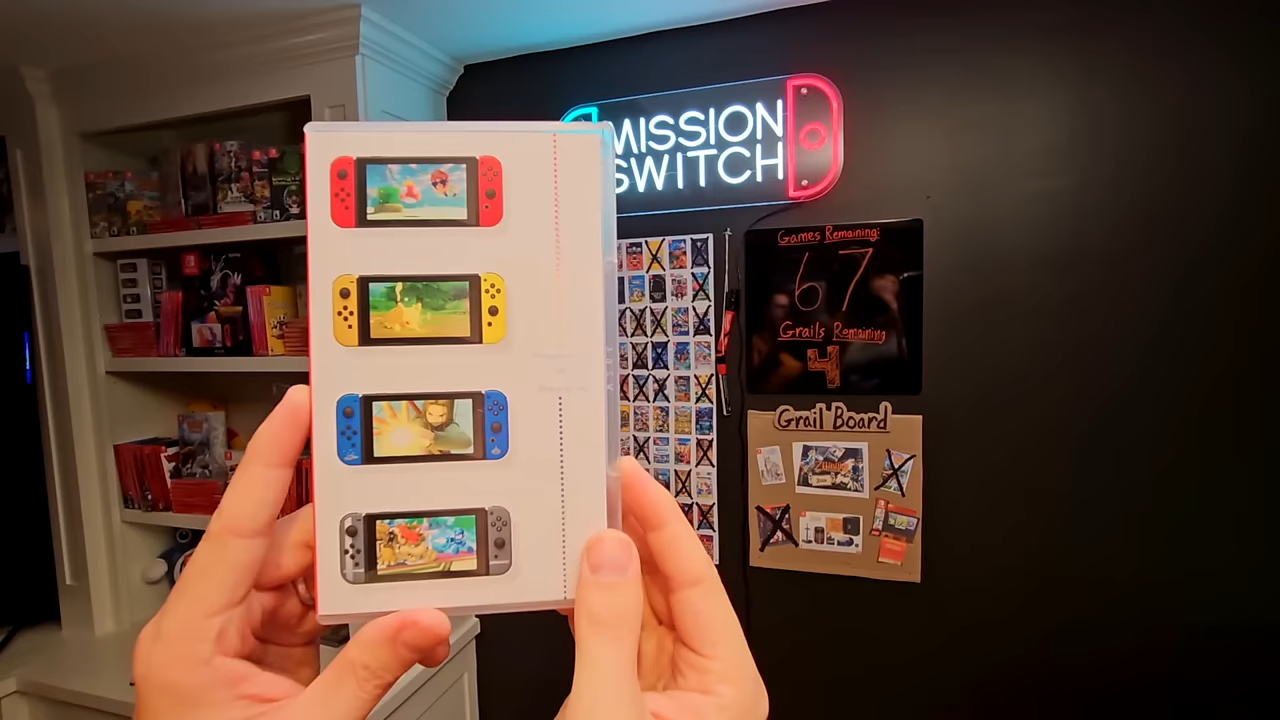 MISSION
SWITCH
Games Remaining:
67
Grails Remaining
4
Grail Board